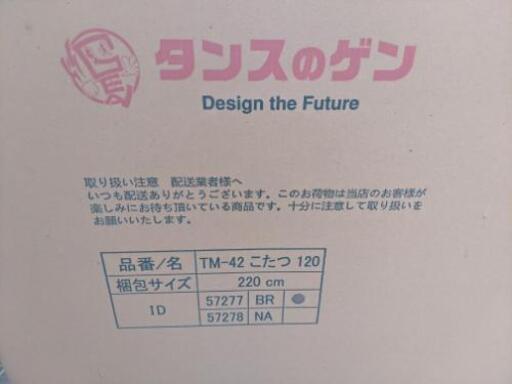 タンスのゲン
Design the Future
取り扱い注意 配送業者様へ
いつも配送ありがとうございます。このお荷物は当店のお客様が
楽しみにお待ち頂いている商品です。十分に注意して取り扱いを
お願いいたします。
品番/名 TM-42 こたつ 120
梱包サイズ 220 cm
ID 57277 BR ●
57278 NA